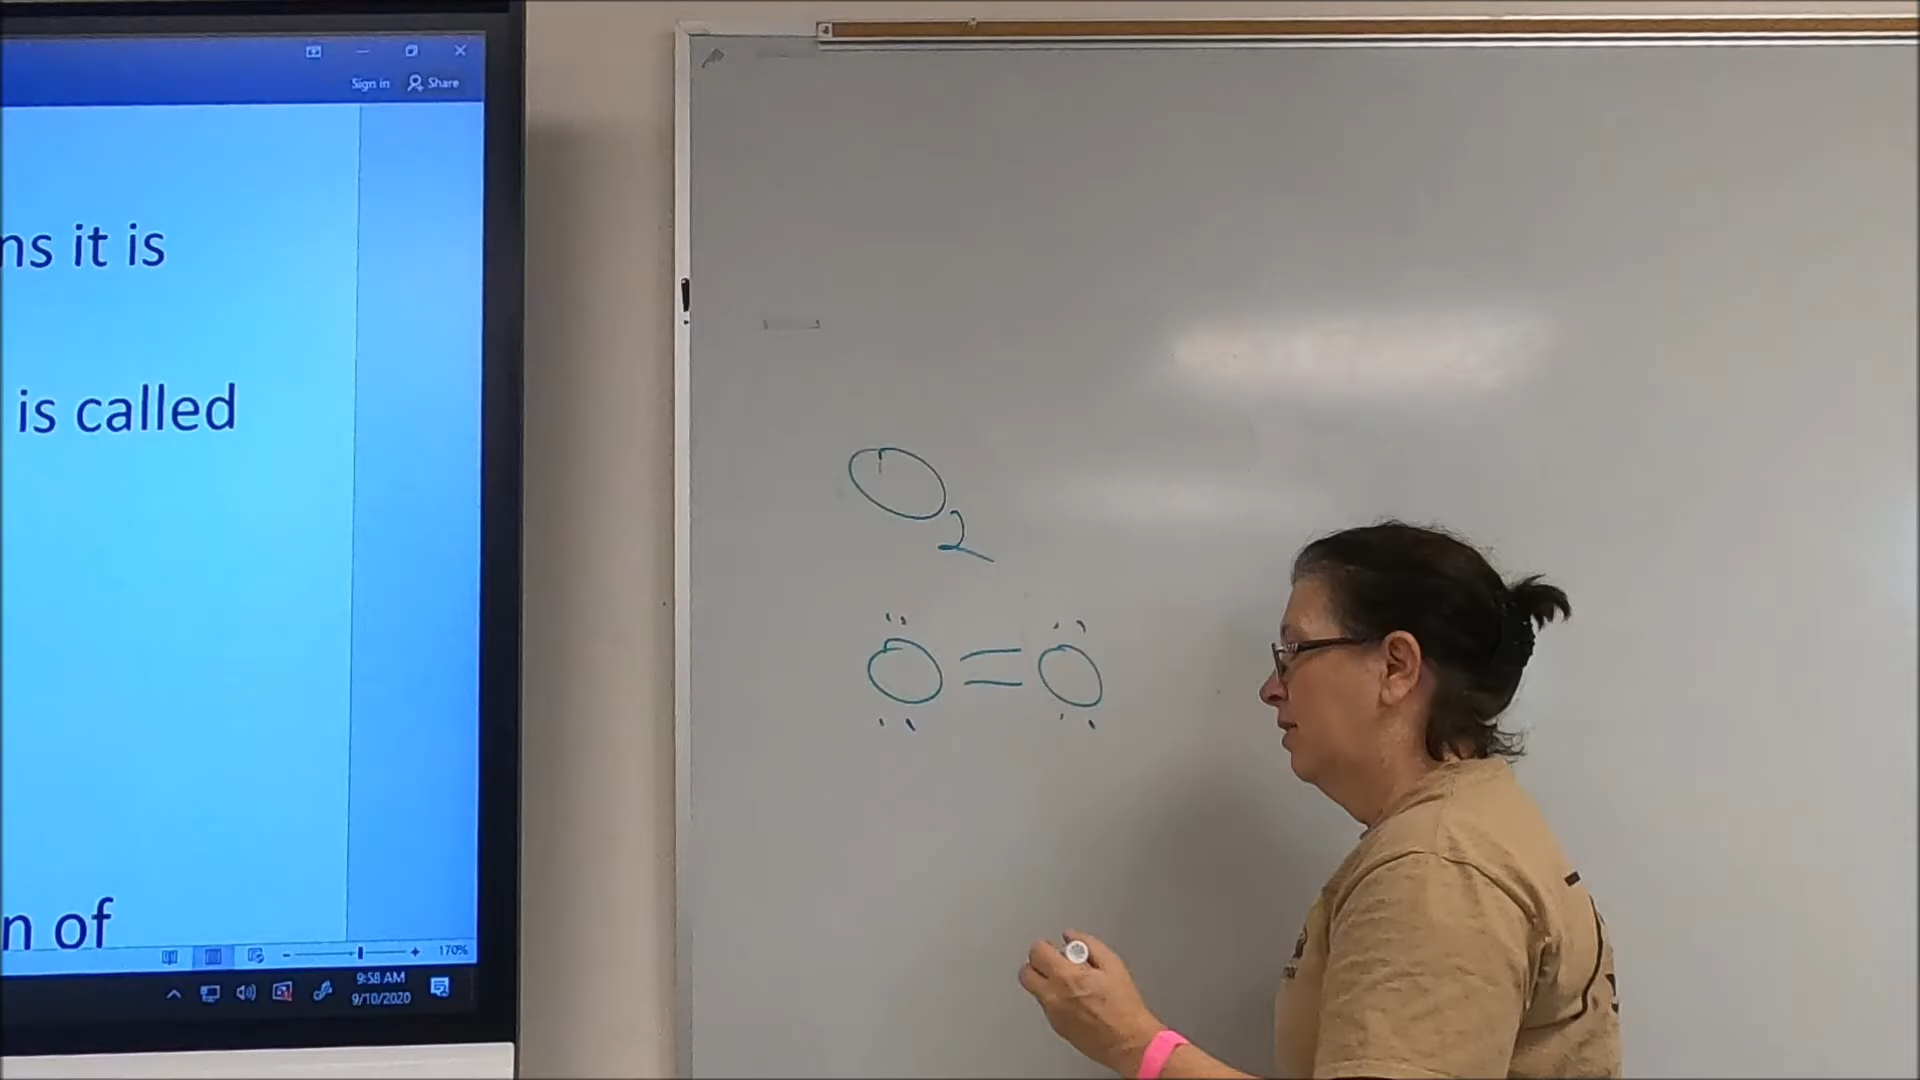 Sign in Share
ns it is
is called
n of
170%
9:58 AM
9/10/2020
O2
O=O